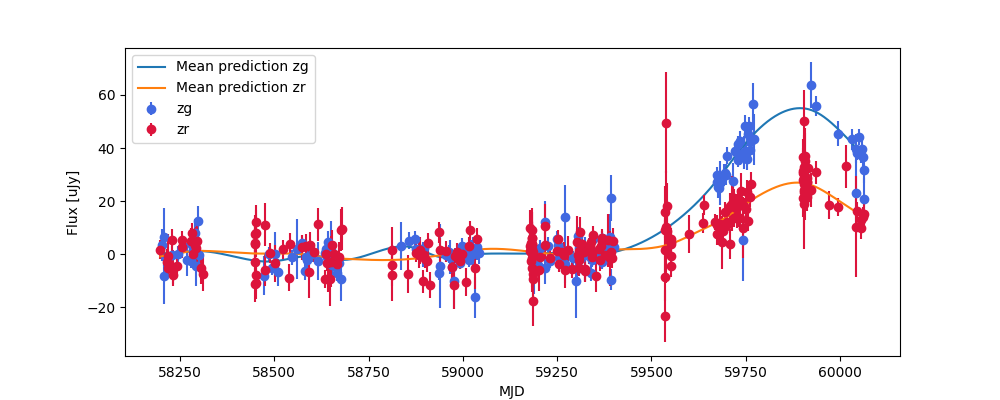 Mean prediction zg
Mean prediction zr
zg
zr
Flux [uJy]
60
40
20
0
−20
58250 58500 58750 59000 59250 59500 59750 60000
MJD